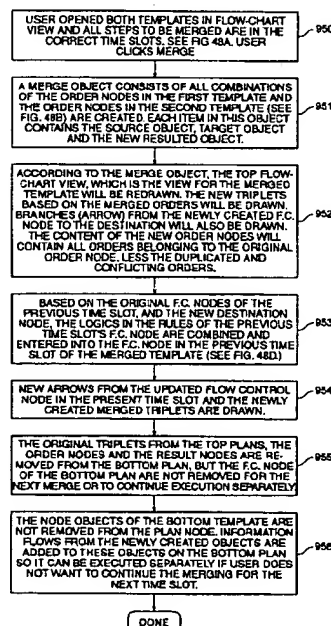 USER OPENED BOTH TEMPLATES IN FLOW-CHART
VIEW AND ALL STEPS TO BE MERGED ARE IN THE
CORRECT TIME SLOTS. SEE FIG 48A. USER
CLICKS MERGE
950
A MERGE OBJECT CONSISTS OF ALL COMBINATIONS
OF THE ORDER NODES IN THE FIRST TEMPLATE AND
THE ORDER NODES IN THE SECOND TEMPLATE (SEE
FIG. 48B) ARE CREATED. EACH ITEM IN THIS OBJECT
CONTAINS THE SOURCE OBJECT, TARGET OBJECT
AND THE NEW RESULTED OBJECT.
951
ACCORDING TO THE MERGE OBJECT, THE TOP FLOW-
CHART VIEW, WHICH IS THE VIEW FOR THE MERGED
TEMPLATE WILL BE REDRAWN. THE NEW TRIPLETS
BASED ON THE MERGED ORDERS WILL BE DRAWN.
BRANCHES (ARROW) FROM THE NEWLY CREATED F.C.
NODE TO THE DESTINATION WILL ALSO BE DRAWN.
THE CONTENT OF THE NEW ORDER NODES WILL
CONTAIN ALL ORDERS BELONGING TO THE ORIGINAL
ORDER NODE. LESS THE DUPLICATED AND
CONFLICTING ORDERS.
952
BASED ON THE ORIGINAL F.C. NODES OF THE
PREVIOUS TIME SLOT, AND THE NEW DESTINATION
NODE, THE LOGICS IN THE RULES OF THE PREVIOUS
TIME SLOT'S F.C. NODE ARE COMBINED AND
ENTERED INTO THE F.C. NODE IN THE PREVIOUS TIME
SLOT OF THE MERGED TEMPLATE (SEE FIG. 48D.)
953
NEW ARROWS FROM THE UPDATED FLOW CONTROL
NODE IN THE PRESENT TIME SLOT AND THE NEWLY
CREATED MERGED TRIPLETS ARE DRAWN.
954
THE ORIGINAL TRIPLETS FROM THE TOP PLANS, THE
ORDER NODES AND THE RESULT NODES ARE RE-
MOVED FROM THE BOTTOM PLAN, BUT THE F.C. NODE
OF THE BOTTOM PLAN ARE NOT REMOVED FOR THE
NEXT MERGE OR TO CONTINUE EXECUTION SEPARATELY
955
THE NODE OBJECTS OF THE BOTTOM TEMPLATE ARE
NOT REMOVED FROM THE PLAN NODE. INFORMATION
FLOWS FROM THE NEWLY CREATED OBJECTS ARE
ADDED TO THESE OBJECTS ON THE BOTTOM PLAN
SO IT CAN BE EXECUTED SEPARATELY IF USER DOES
NOT WANT TO CONTINUE THE MERGING FOR THE
NEXT TIME SLOT.
956
DONE